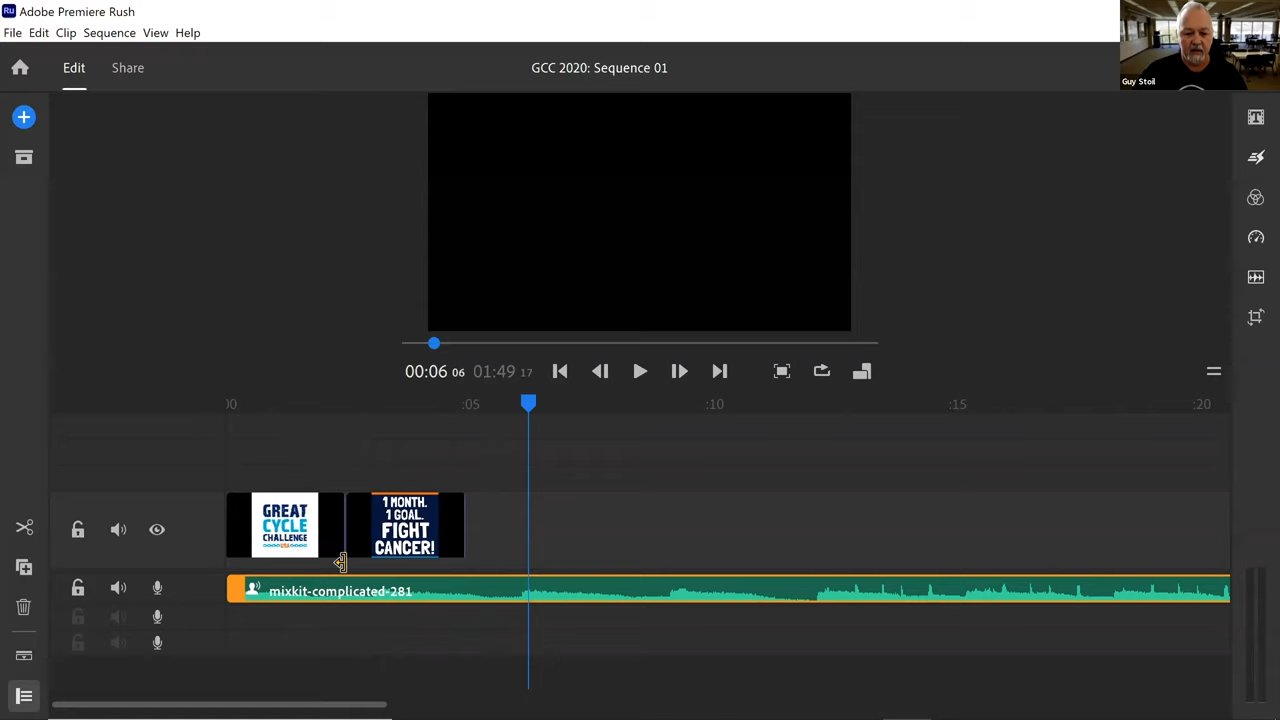 Ru Adobe Premiere Rush
File Edit Clip Sequence View Help
Edit Share GCC 2020: Sequence 01
Guy Stoil
00:06 06 01:49 17
:00 :05 :10 :15 :20
GREAT
CYCLE
CHALLENGE
1 MONTH.
1 GOAL.
FIGHT
CANCER!
mixkit-complicated-281